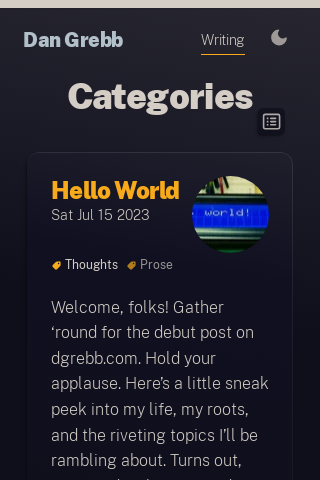 Dan Grebb
Writing
Categories
Hello World
Sat Jul 15 2023
world!
Thoughts
Prose
Welcome, folks! Gather
‘round for the debut post on
dgrebb.com. Hold your
applause. Here’s a little sneak
peek into my life, my roots,
and the riveting topics I’ll be
rambling about. Turns out,